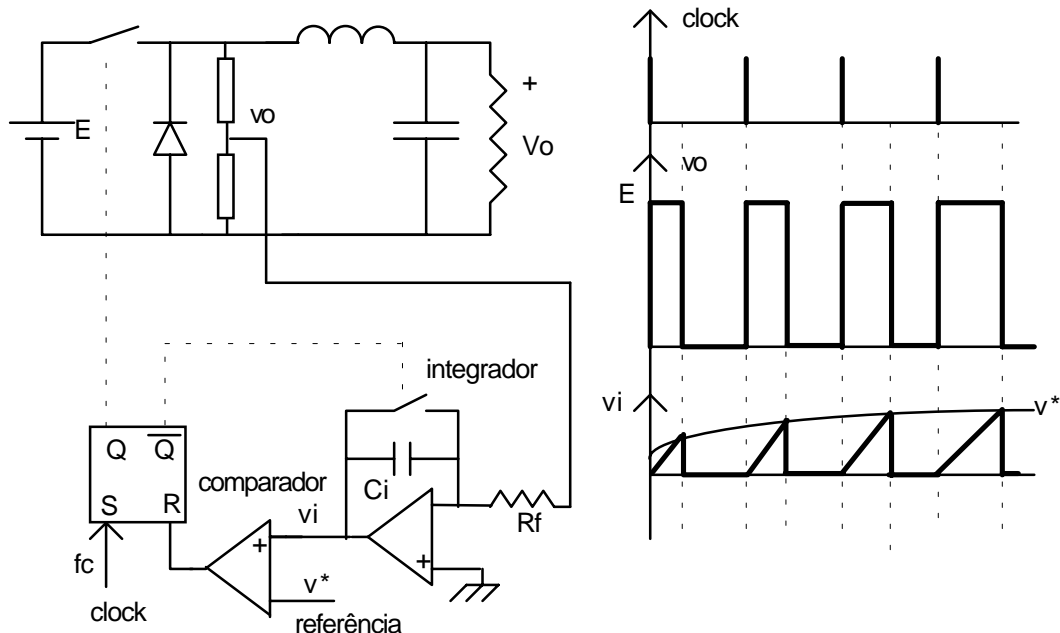 E
vo
+
Vo
integrador
Q Q
S R
comparador
Ci
vi
+
+
Rf
fc
v*
clock
referência
clock
vo
E
vi
v*